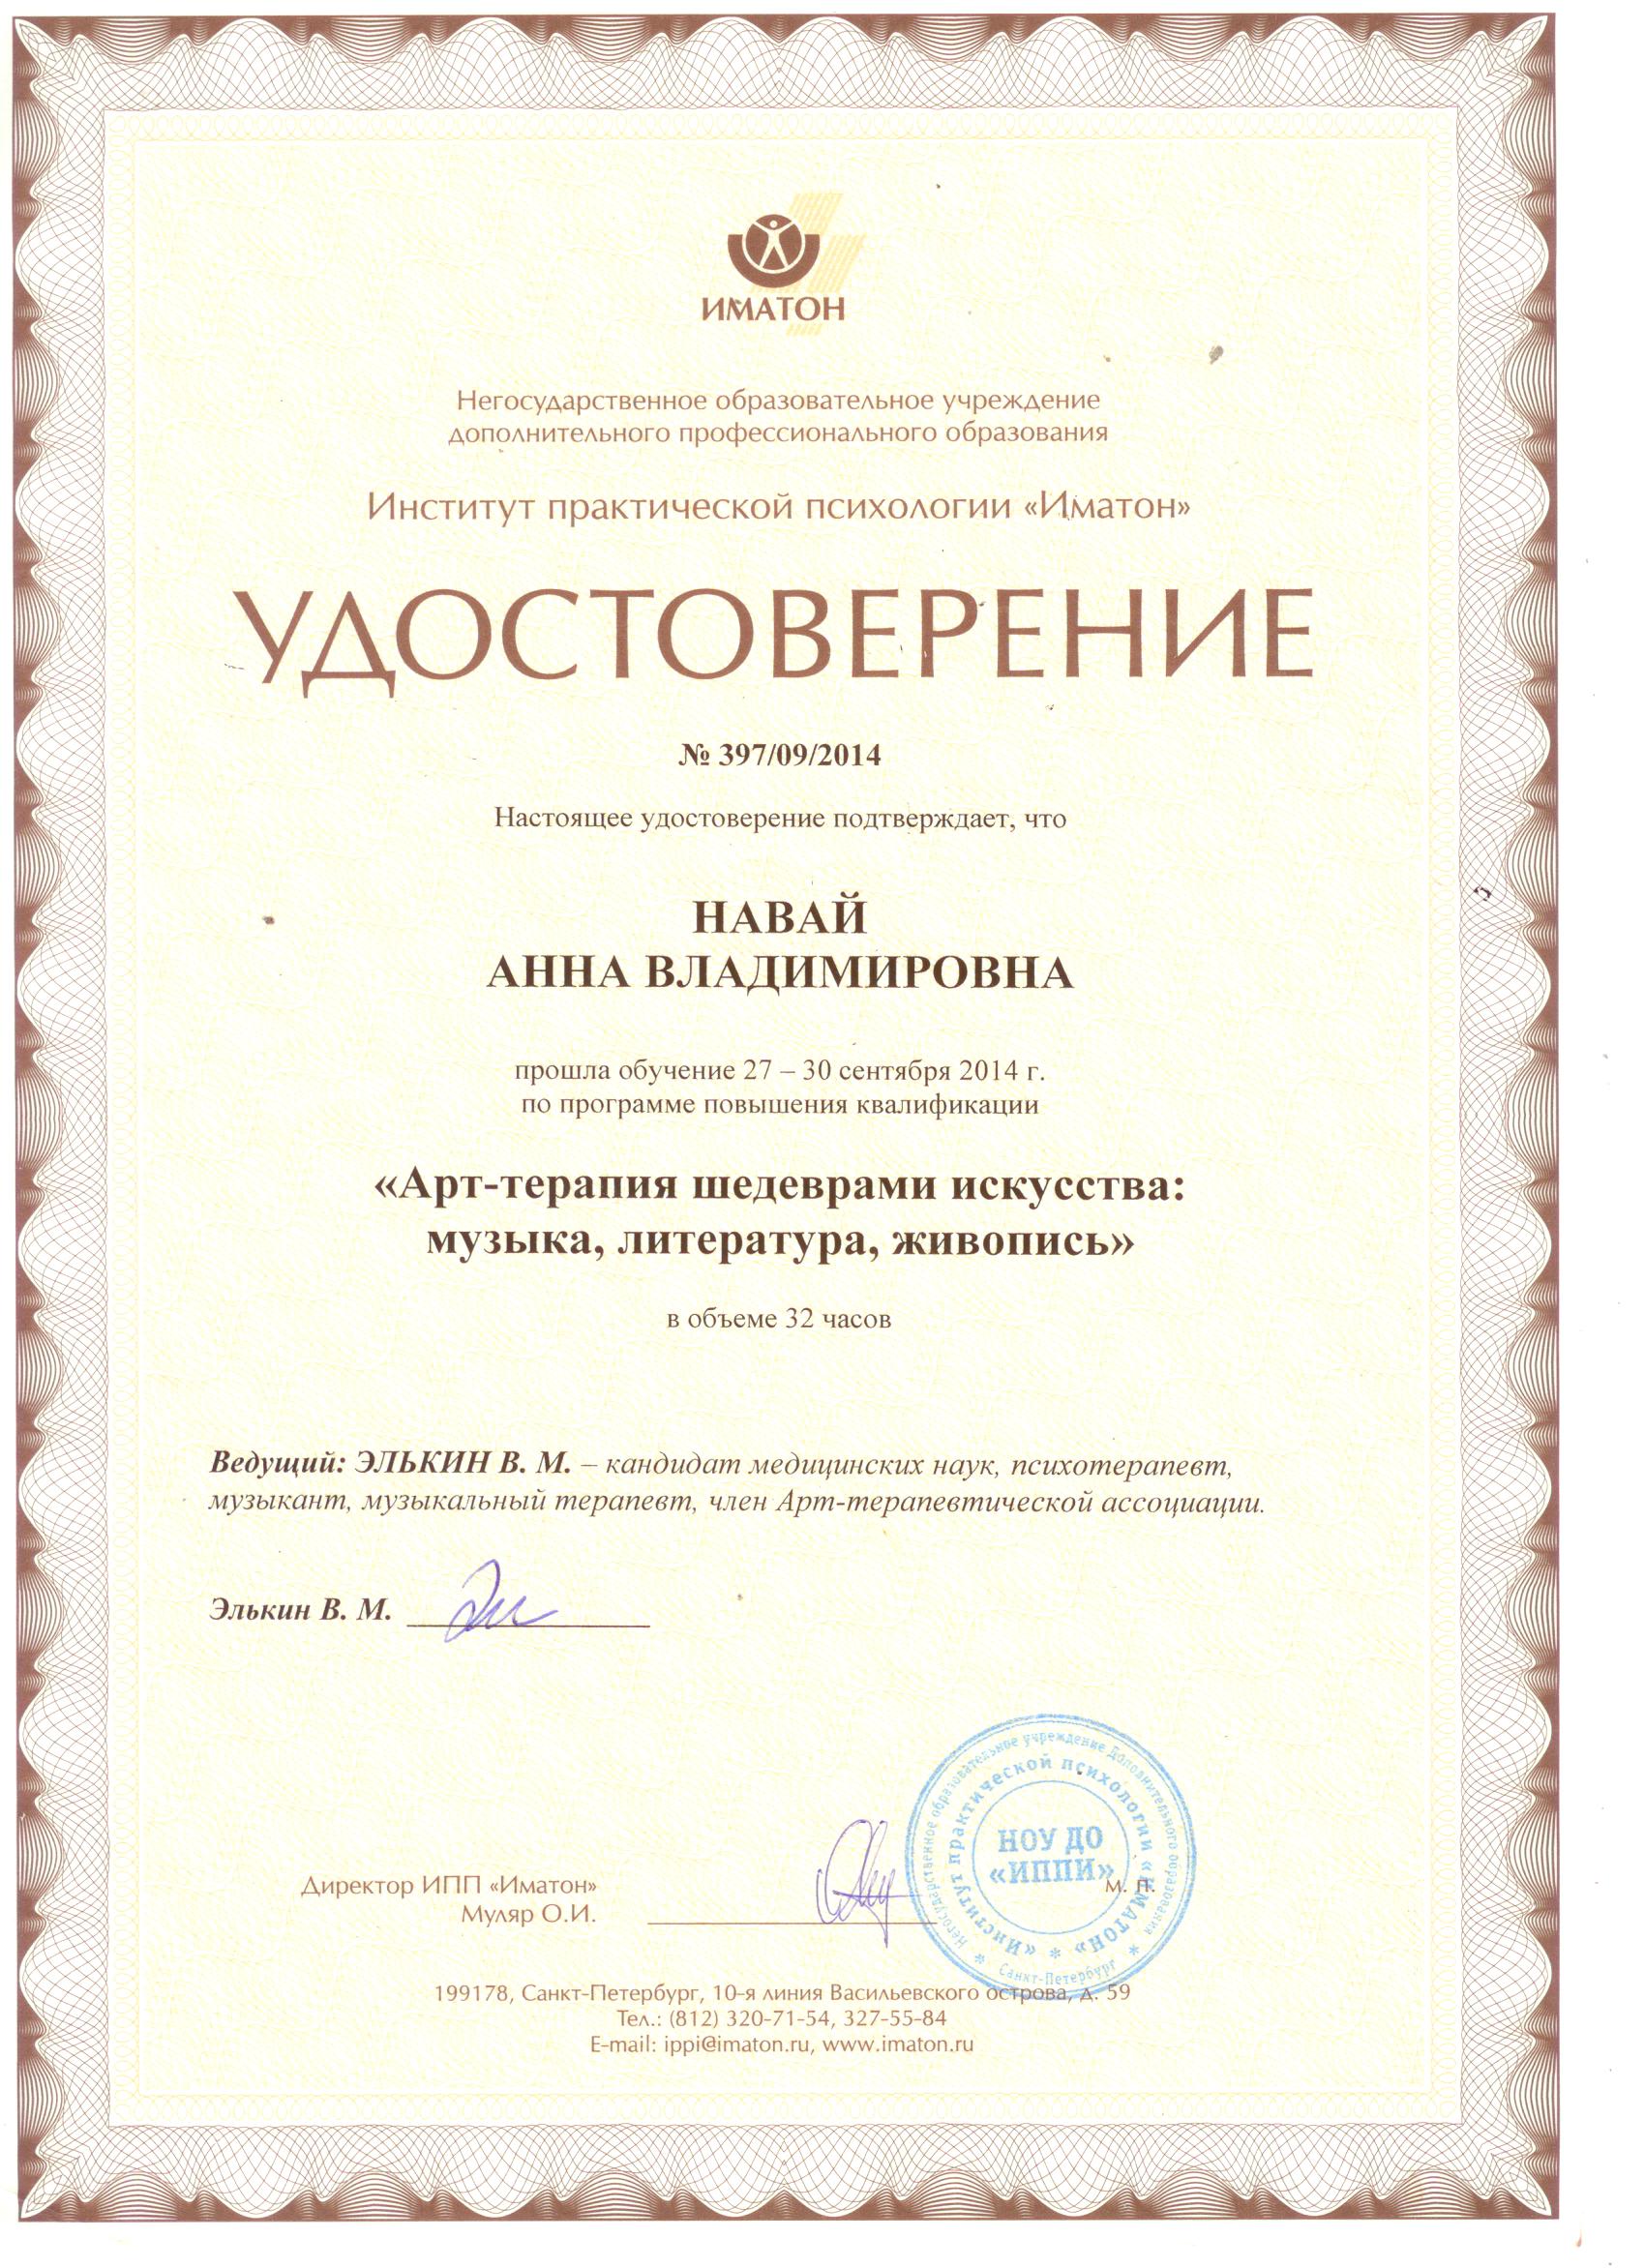 ИМАТОН
Негосударственное образовательное учреждение
дополнительного профессионального образования
Институт практической психологии «Иматон»
УДОСТОВЕРЕНИЕ
№ 397/09/2014
Настоящее удостоверение подтверждает, что
НАВАЙ
АННА ВЛАДИМИРОВНА
прошла обучение 27 – 30 сентября 2014 г.
по программе повышения квалификации
«Арт-терапия шедеврами искусства:
музыка, литература, живопись»
в объеме 32 часов
Ведущий: ЭЛЬКИН В. М. – кандидат медицинских наук, психотерапевт,
музыкант, музыкальный терапевт, член Арт-терапевтической ассоциации.
Элькин В. М.
Негосударственное образовательное учреждение дополнительного образования
«Институт практической психологии «ИМАТОН»
* Санкт-Петербург *
НОУ ДО
«ИППИ»
М. П.
Директор ИПП «Иматон»
Муляр О.И.
199178, Санкт-Петербург, 10-я линия Васильевского острова, д. 59
Тел.: (812) 320-71-54, 327-55-84
E-mail: ippi@imaton.ru, www.imaton.ru